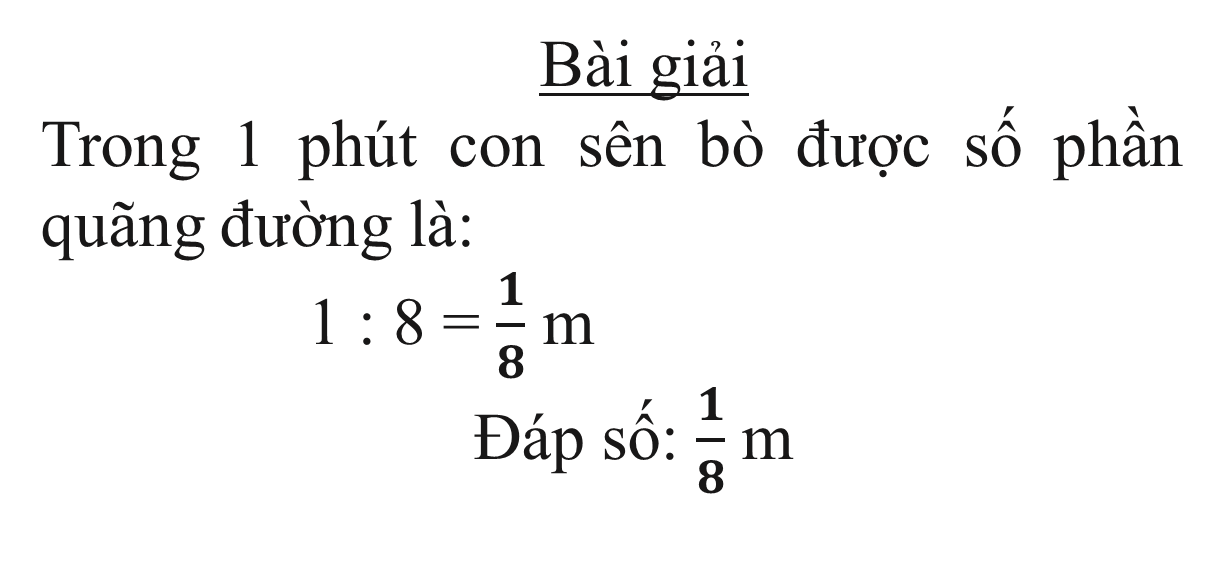 Bài giải
Trong 1 phút con sên bò được số phần
quãng đường là:
1 : 8 = 1/8 m
Đáp số: 1/8 m